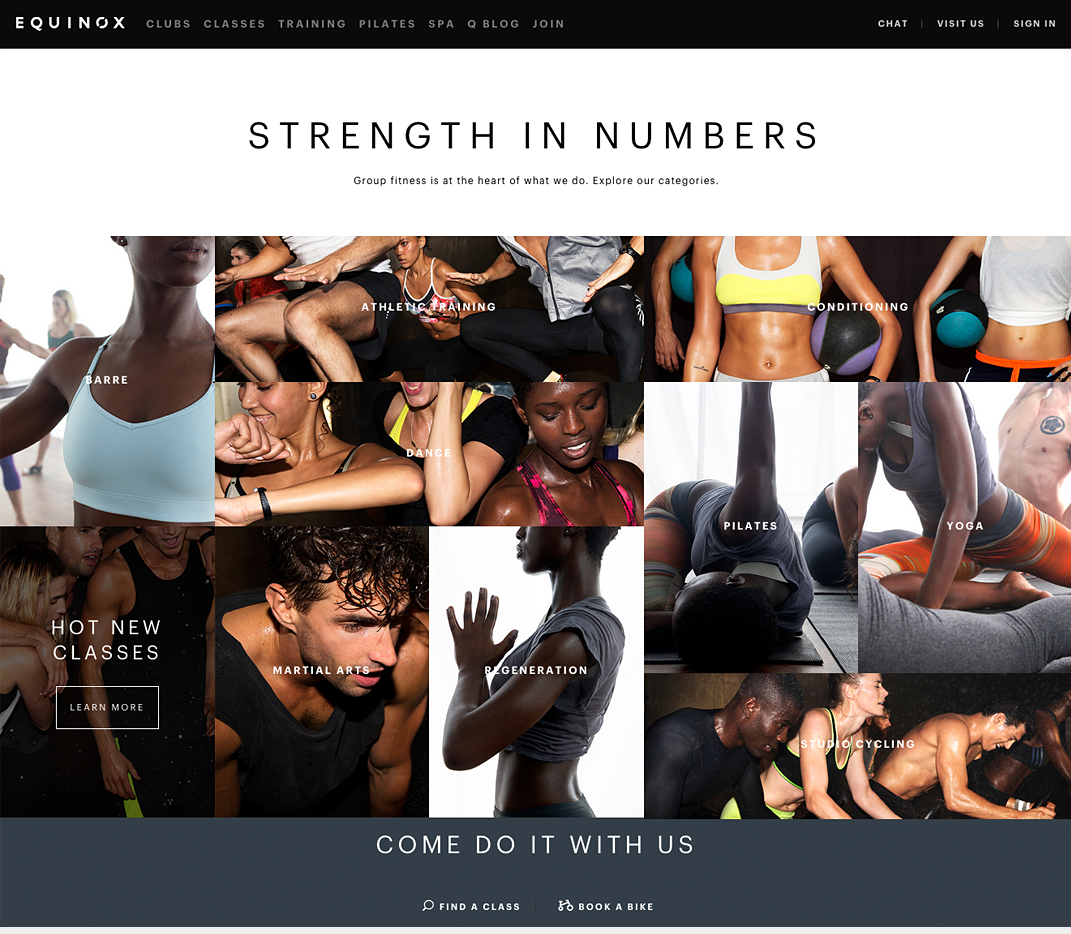 EQUINOX CLUBS CLASSES TRAINING PILATES SPA Q BLOG JOIN CHAT VISIT US SIGN IN
STRENGTH IN NUMBERS
Group fitness is at the heart of what we do. Explore our categories.
ATHLETIC TRAINING
CONDITIONING
BARRE
DANCE
PILATES
YOGA
HOT NEW
CLASSES
LEARN MORE
MARTIAL ARTS
REGENERATION
STUDIO CYCLING
COME DO IT WITH US
FIND A CLASS
BOOK A BIKE